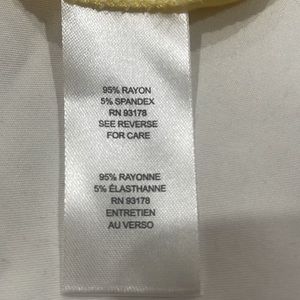 95% RAYON
5% SPANDEX
RN 93178
SEE REVERSE
FOR CARE
95% RAYONNE
5% ÉLASTHANNE
RN 93178
ENTRETIEN
AU VERSO